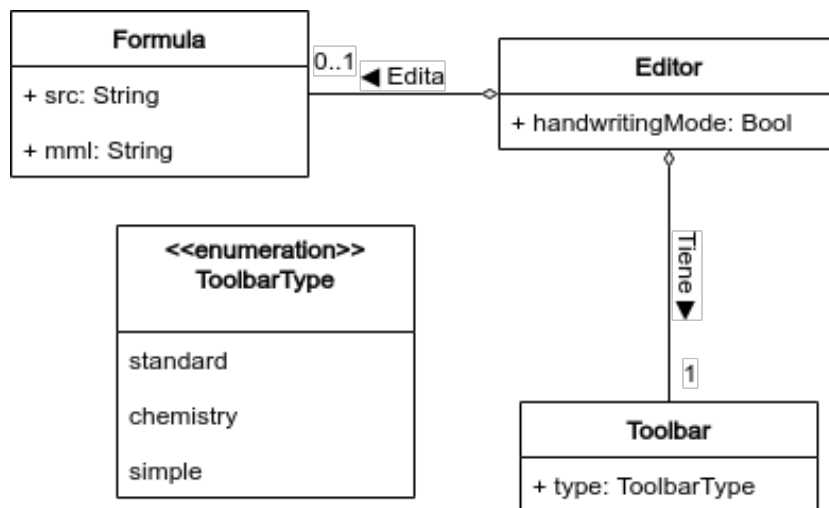 Formula
+ src: String
+ mml: String
0..1
◀ Edita
Editor
+ handwritingMode: Bool
<<enumeration>>
ToolbarType
standard
chemistry
simple
Tiene ▶
1
Toolbar
+ type: ToolbarType